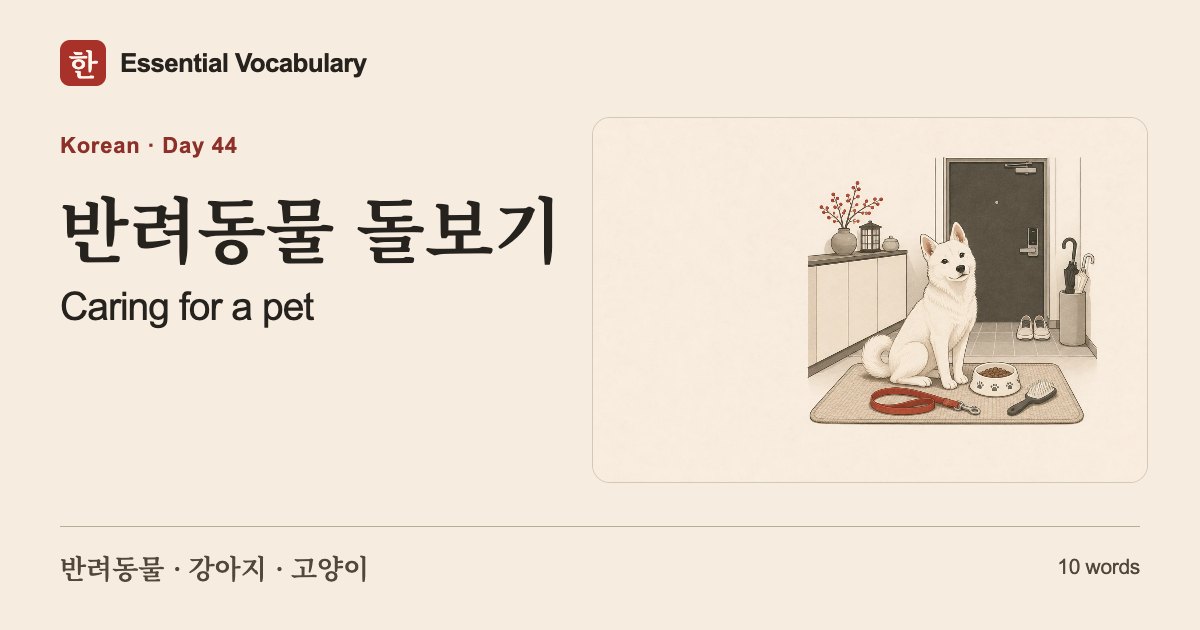 한 Essential Vocabulary
Korean · Day 44
반려동물 돌보기
Caring for a pet
반려동물 · 강아지 · 고양이
10 words